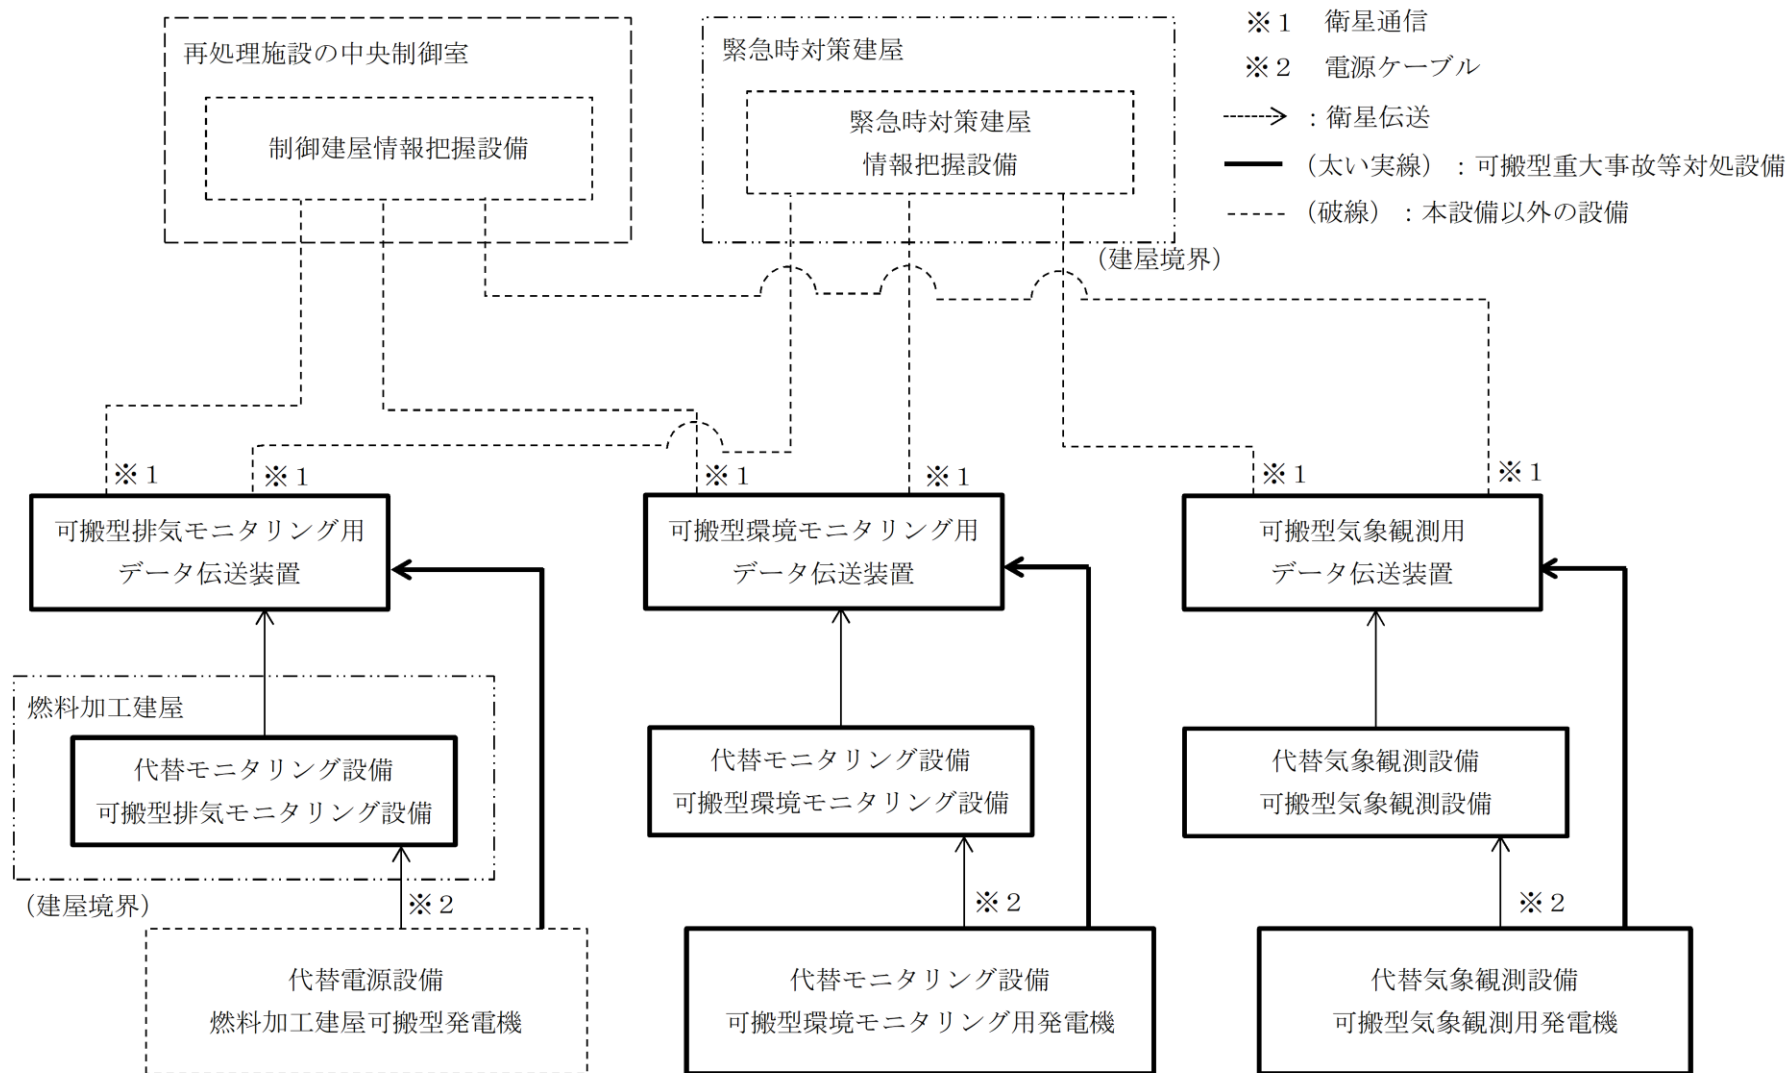 再処理施設の中央制御室
制御建屋情報把握設備
緊急時対策建屋
緊急時対策建屋
情報把握設備
(建屋境界)
※1 衛星通信
※2 電源ケーブル
：衛星伝送
(太い実線)：可搬型重大事故等対処設備
(破線)：本設備以外の設備
※1
※1
※1
※1
※1
※1
可搬型排気モニタリング用
データ伝送装置
可搬型環境モニタリング用
データ伝送装置
可搬型気象観測用
データ伝送装置
燃料加工建屋
代替モニタリング設備
可搬型排気モニタリング設備
(建屋境界)
代替モニタリング設備
可搬型環境モニタリング設備
代替気象観測設備
可搬型気象観測設備
※2
※2
※2
代替電源設備
燃料加工建屋可搬型発電機
代替モニタリング設備
可搬型環境モニタリング用発電機
代替気象観測設備
可搬型気象観測用発電機